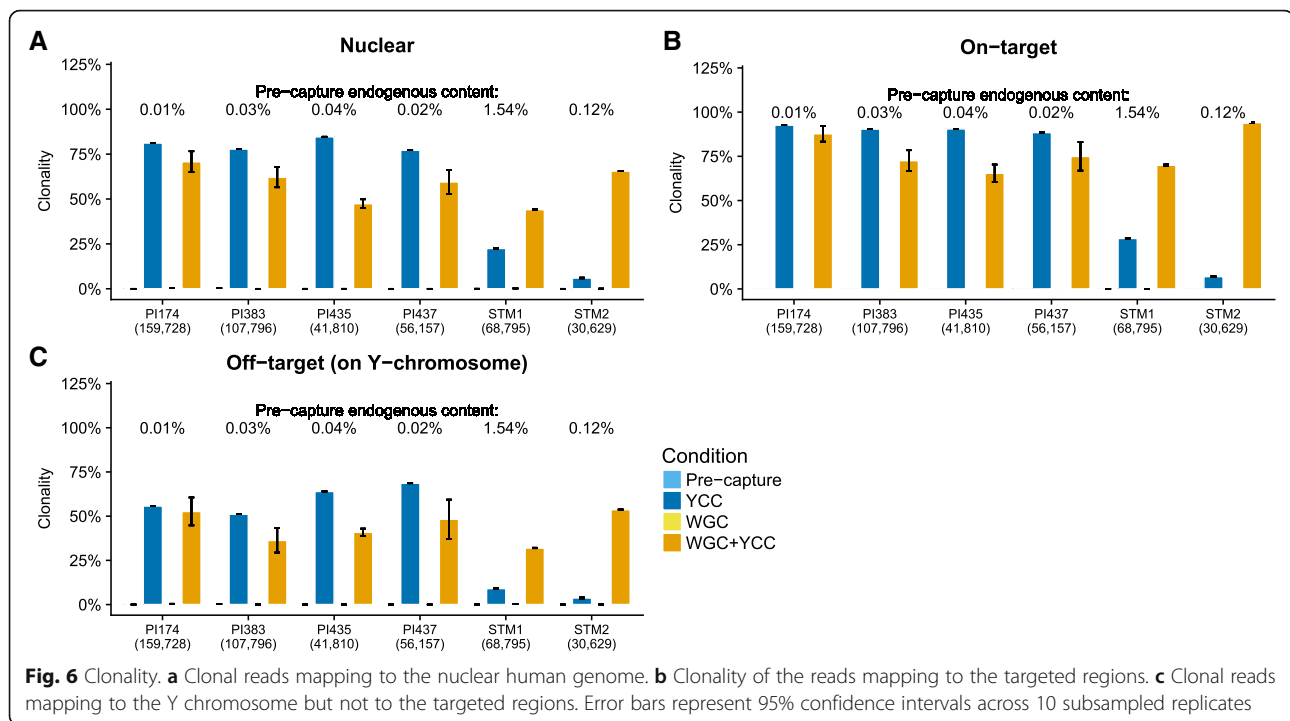 A
Nuclear
125%
100%
75%
50%
25%
0%
Clonality
Pre-capture endogenous content:
0.01% 0.03% 0.04% 0.02% 1.54% 0.12%
PI174 PI383 PI435 PI437 STM1 STM2
(159,728) (107,796) (41,810) (56,157) (68,795) (30,629)
B
On-target
125%
100%
75%
50%
25%
0%
Clonality
Pre-capture endogenous content:
0.01% 0.03% 0.04% 0.02% 1.54% 0.12%
PI174 PI383 PI435 PI437 STM1 STM2
(159,728) (107,796) (41,810) (56,157) (68,795) (30,629)
C
Off-target (on Y-chromosome)
125%
100%
75%
50%
25%
0%
Clonality
Pre-capture endogenous content:
0.01% 0.03% 0.04% 0.02% 1.54% 0.12%
PI174 PI383 PI435 PI437 STM1 STM2
(159,728) (107,796) (41,810) (56,157) (68,795) (30,629)
Condition
Pre-capture
YCC
WGC
WGC+YCC
Fig. 6 Clonality. a Clonal reads mapping to the nuclear human genome. b Clonality of the reads mapping to the targeted regions. c Clonal reads
mapping to the Y chromosome but not to the targeted regions. Error bars represent 95% confidence intervals across 10 subsampled replicates